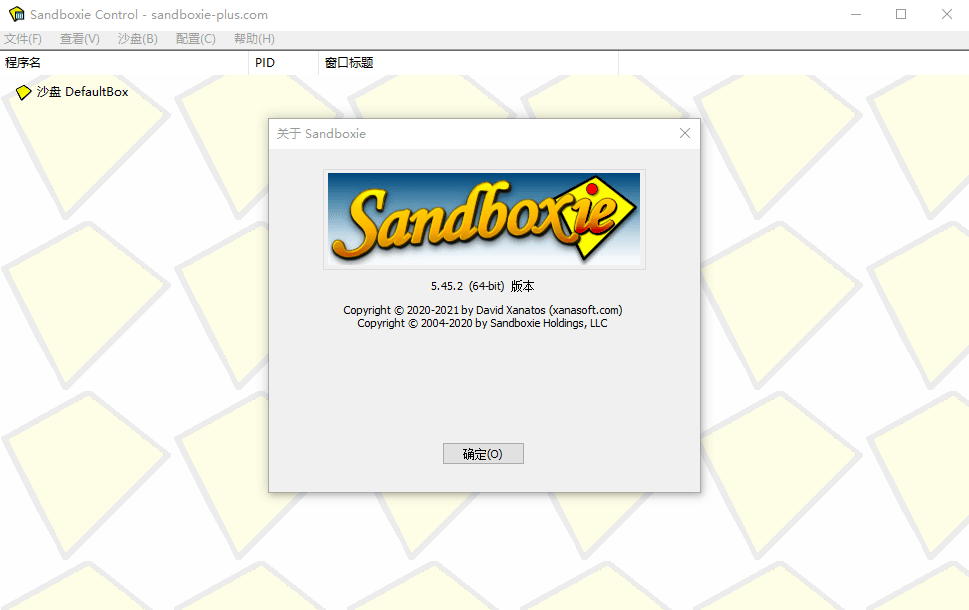 Sandboxie Control - sandboxie-plus.com
文件(F) 查看(V) 沙盘(B) 配置(C) 帮助(H)
程序名 PID 窗口标题
沙盘 DefaultBox
关于 Sandboxie
Sandboxie
5.45.2 (64-bit) 版本
Copyright © 2020-2021 by David Xanatos (xanasoft.com)
Copyright © 2004-2020 by Sandboxie Holdings, LLC
确定(O)